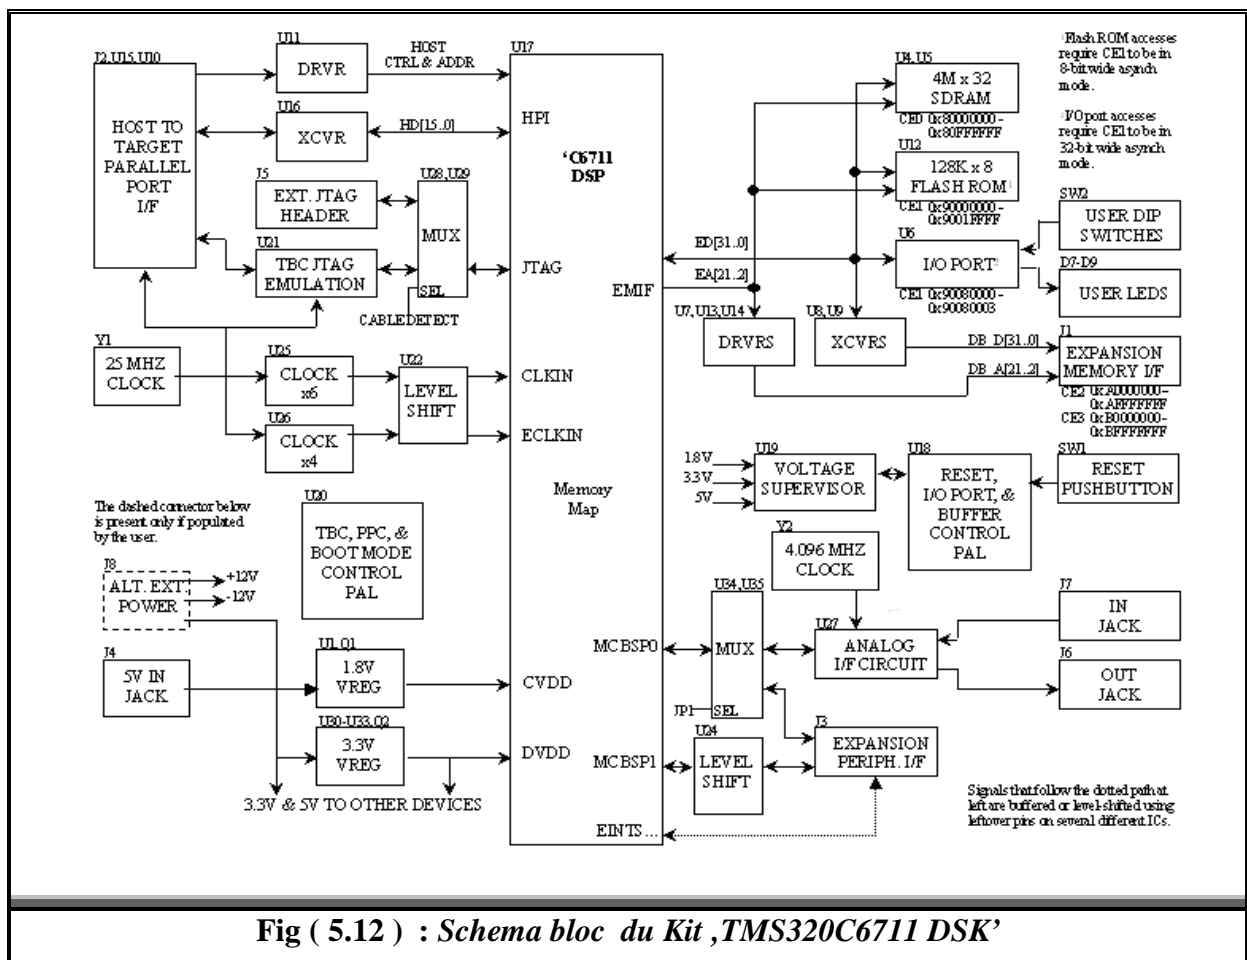 J2, U15, U10
HOST TO
TARGET
PARALLEL
PORT
I/F
U11
DRVR
HOST
CTRL & ADDR
U16
XCVR
HD[15..0]
J5
EXT. JTAG
HEADER
U28, U29
MUX
SEL
U21
TBC JTAG
EMULATION
CABLE DETECT
Y1
25 MHZ
CLOCK
U25
CLOCK
x6
U26
CLOCK
x4
U22
LEVEL
SHIFT
The dashed connector below
is present only if populated
by the user.
J8
ALT. EXT.
POWER
+12V
-12V
J4
5V IN
JACK
U20
TBC, PPC, &
BOOT MODE
CONTROL
PAL
U1, Q1
1.8V
VREG
U30-U33, Q2
3.3V
VREG
3.3V & 5V TO OTHER DEVICES
U17
HPI
‘C6711
DSP
JTAG
EMIF
CLKIN
ECLKIN
Memory
Map
MCBSP0
CVDD
DVDD
MCBSP1
EINTS ...
ED[31..0]
EA[21..2]
U4, U5
4M x 32
SDRAM
CE0 0x80000000 -
0x80FFFFFF
U12
128K x 8
FLASH ROM 1
CE1 0x90000000 -
0x9001FFFF
U6
I/O PORT 2
CE1 0x90080000 -
0x90080003
1 Flash ROM accesses
require CE1 to be in
8-bit wide asynch
mode.
2 I/O port accesses
require CE1 to be in
32-bit wide asynch
mode.
SW2
USER DIP
SWITCHES
D7-D9
USER LEDS
U7, U13, U14
DRVRS
U8, U9
XCVRS
DB_D[31..0]
DB_A[21..2]
J1
EXPANSION
MEMORY I/F
CE2 0xA0000000-
0xAFFFFFFF
CE3 0xB0000000-
0xBFFFFFFF
1.8V
3.3V
5V
U19
VOLTAGE
SUPERVISOR
U18
RESET,
I/O PORT, &
BUFFER
CONTROL
PAL
SW1
RESET
PUSHBUTTON
Y2
4.096 MHZ
CLOCK
U34, U35
MUX
SEL
JP1
U27
ANALOG
I/F CIRCUIT
J7
IN
JACK
J6
OUT
JACK
U24
LEVEL
SHIFT
J3
EXPANSION
PERIPH. I/F
Signals that follow the dotted path at
left are buffered or level-shifted using
leftover pins on several different ICs.
Fig ( 5.12 ) : Schema bloc du Kit ,TMS320C6711 DSK’